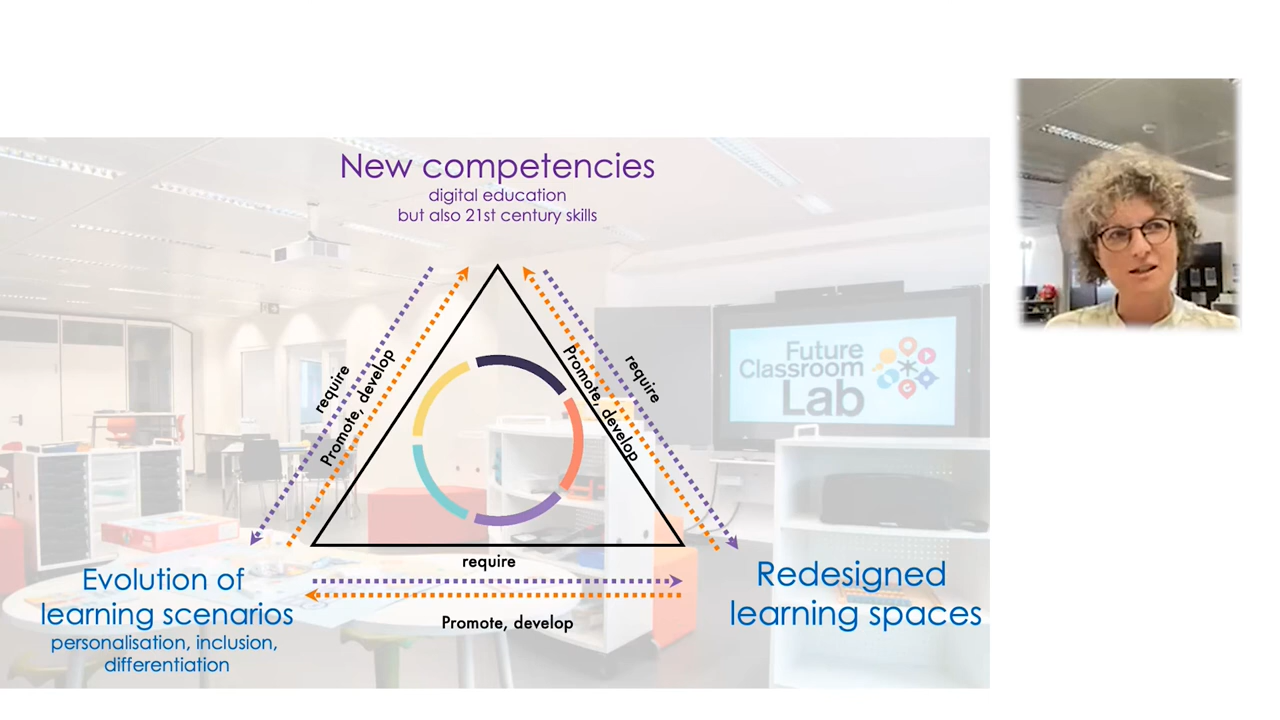 New competencies
digital education
but also 21st century skills
require
Promote, develop
Promote, develop
require
Future
Classroom
Lab
require
Promote, develop
Evolution of
learning scenarios
personalisation, inclusion,
differentiation
Redesigned
learning spaces